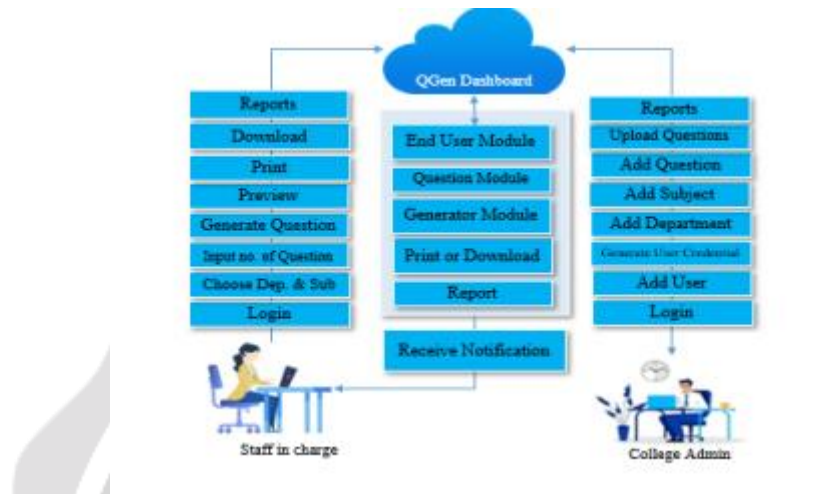 QGen Dashboard
Reports
Download
Print
Preview
Generate Question
Input no. of Question
Choose Dep. & Sub
Login
Staff in charge
End User Module
Question Module
Generator Module
Print or Download
Report
Receive Notification
Reports
Upload Questions
Add Question
Add Subject
Add Department
Generate User Credential
Add User
Login
College Admin